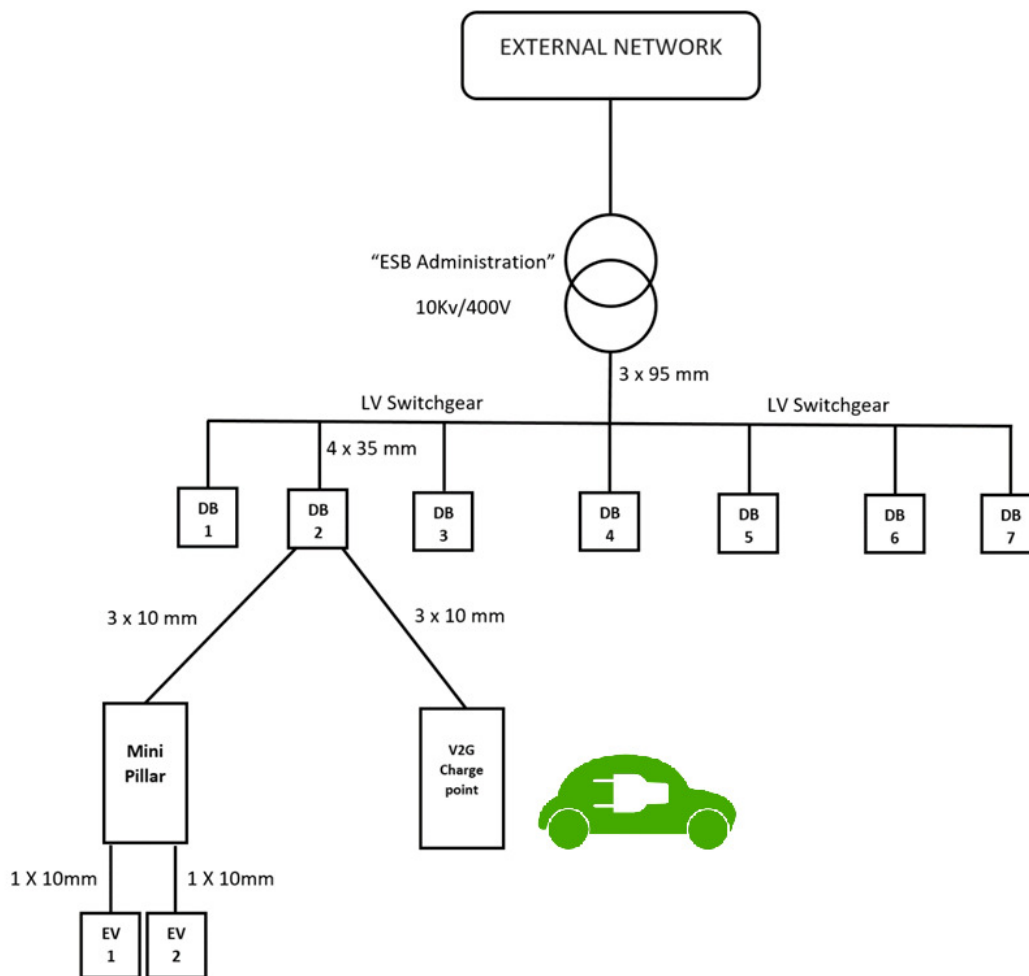 EXTERNAL NETWORK
“ESB Administration”
10Kv/400V
3 x 95 mm
LV Switchgear
LV Switchgear
4 x 35 mm
DB
1
DB
2
DB
3
DB
4
DB
5
DB
6
DB
7
3 x 10 mm
3 x 10 mm
Mini
Pillar
V2G
Charge
point
1 X 10mm
1 X 10mm
EV
1
EV
2